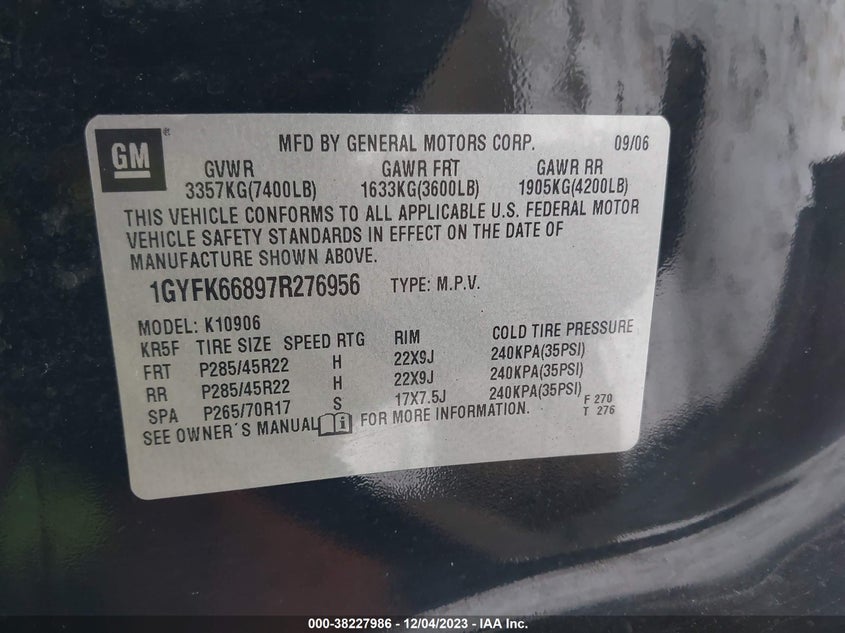 GM ®
MFD BY GENERAL MOTORS CORP. 09/06
GVWR GAWR FRT GAWR RR
3357KG(7400LB) 1633KG(3600LB) 1905KG(4200LB)
THIS VEHICLE CONFORMS TO ALL APPLICABLE U.S. FEDERAL MOTOR
VEHICLE SAFETY STANDARDS IN EFFECT ON THE DATE OF
MANUFACTURE SHOWN ABOVE.
1GYFK66897R276956 TYPE: M.P.V.
MODEL: K10906
KR5F TIRE SIZE SPEED RTG RIM COLD TIRE PRESSURE
FRT P285/45R22 H 22X9J 240KPA(35PSI)
RR P285/45R22 H 22X9J 240KPA(35PSI)
SPA P265/70R17 S 17X7.5J 240KPA(35PSI)
SEE OWNER´S MANUAL i FOR MORE INFORMATION.
F 270
T 276
000-38227986 - 12/04/2023 - IAA Inc.